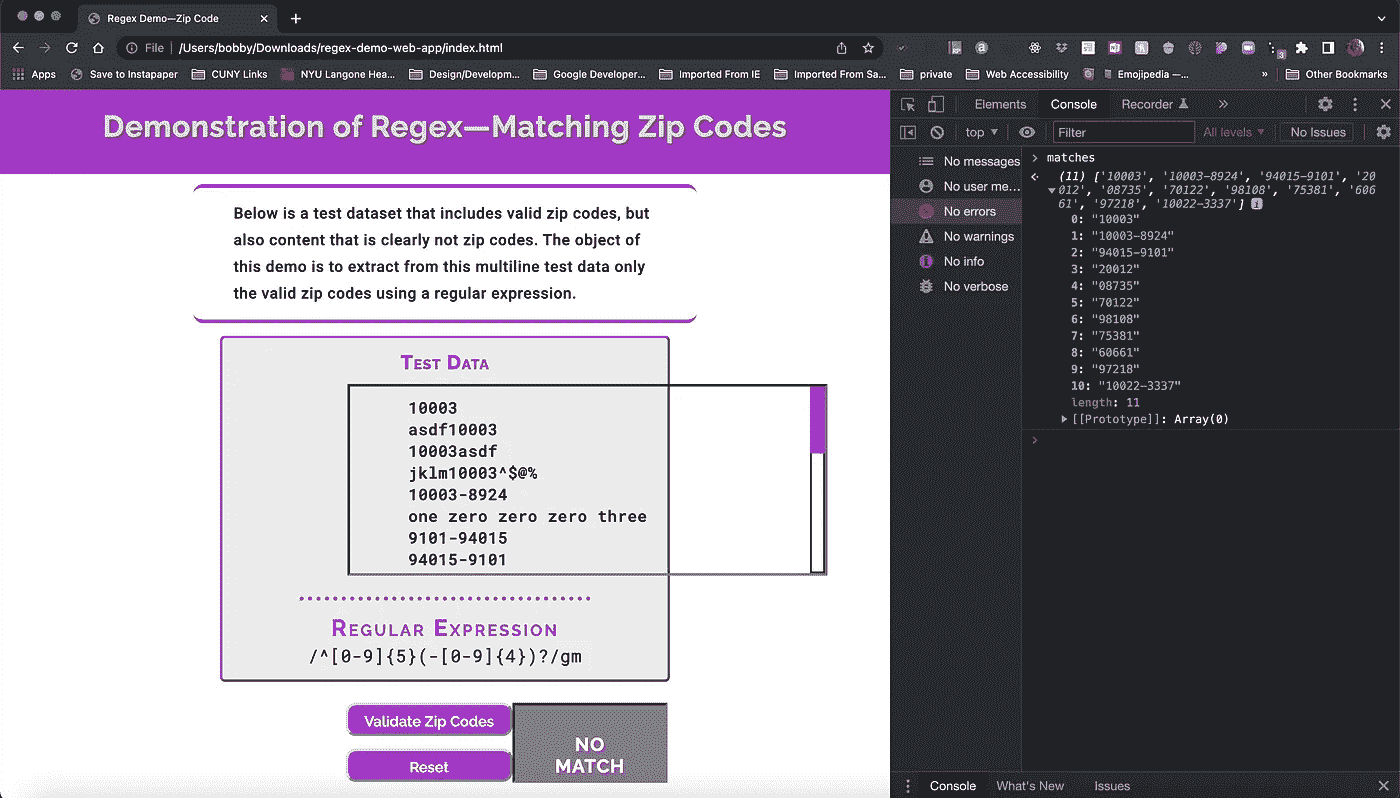 Regex Demo—Zip Code
File /Users/bobby/Downloads/regex-demo-web-app/index.html
3
Apps Save to Instapaper CUNY Links NYU Langone Hea... Design/Developm... Google Developer... Imported From IE Imported From Sa... private Web Accessibility Emojipedia —... » Other Bookmarks
Demonstration of Regex—Matching Zip Codes
Below is a test dataset that includes valid zip codes, but
also content that is clearly not zip codes. The object of
this demo is to extract from this multiline test data only
the valid zip codes using a regular expression.
Test Data
10003
asdf10003
10003asdf
jklm10003^$@%
10003-8924
one zero zero zero three
9101-94015
94015-9101
Regular Expression
/^[0-9]{5}(-[0-9]{4})?/gm
Validate Zip Codes
Reset
NO
MATCH
Elements Console Recorder »
top Filter All levels No Issues
No messages
No user me...
No errors
No warnings
No info
No verbose
matches
(11) ['10003', '10003-8924', '94015-9101', '20
012', '08735', '70122', '98108', '75381', '606
61', '97218', '10022-3337']
0: "10003"
1: "10003-8924"
2: "94015-9101"
3: "20012"
4: "08735"
5: "70122"
6: "98108"
7: "75381"
8: "60661"
9: "97218"
10: "10022-3337"
length: 11
[[Prototype]]: Array(0)
Console What's New Issues